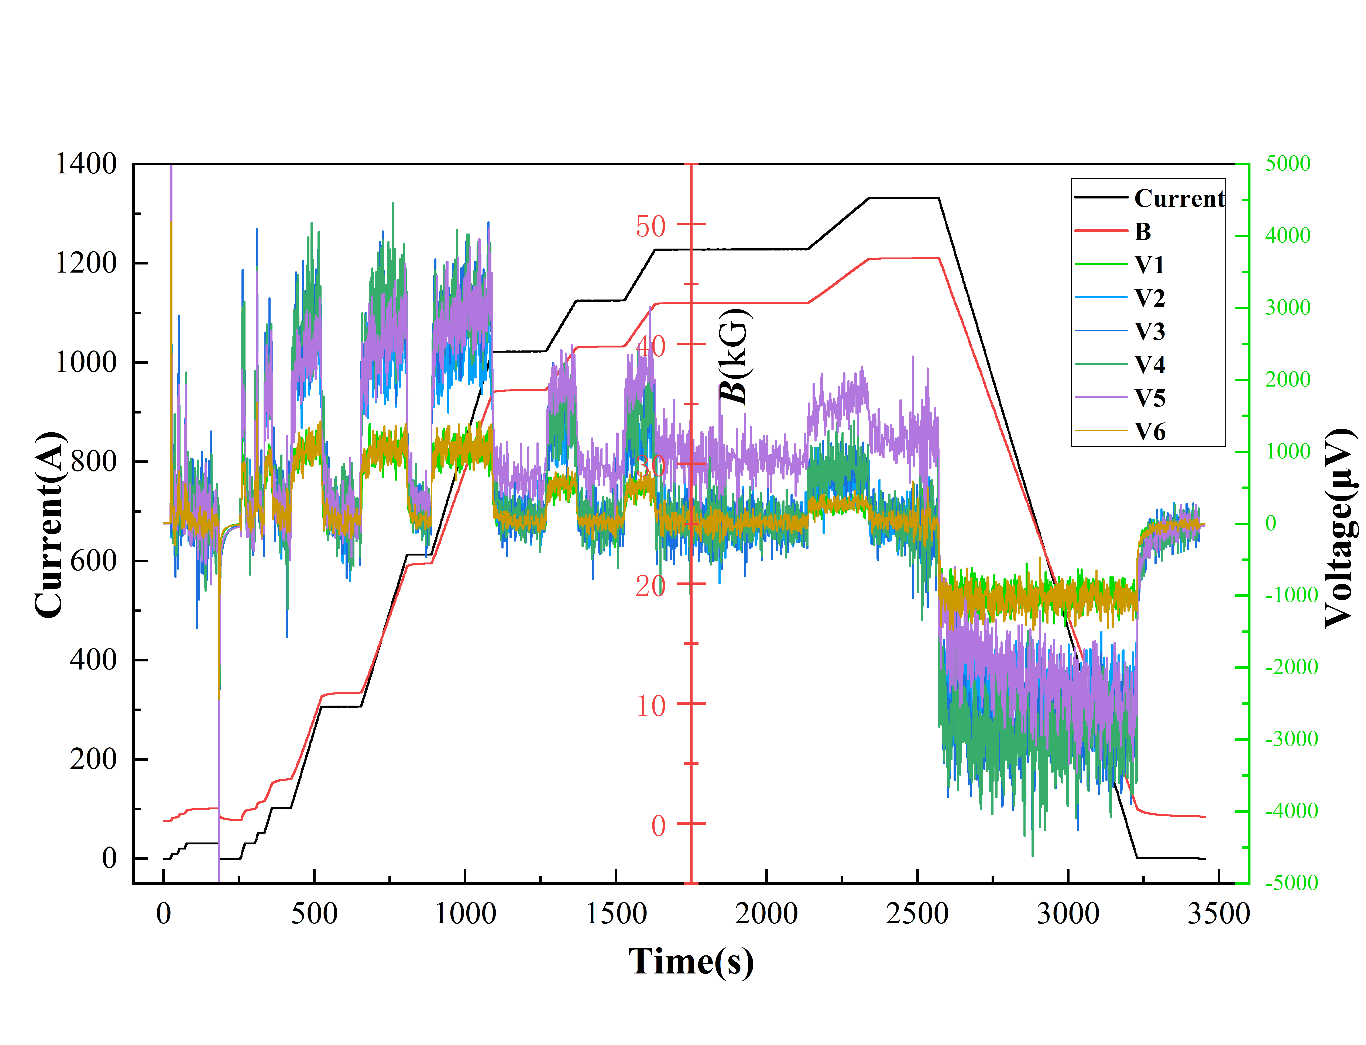 1400
1200
1000
800
600
400
200
0
Current(A)
0
500
1000
1500
2000
2500
3000
3500
Time(s)
50
40
30
20
10
0
B(kG)
Current
B
V1
V2
V3
V4
V5
V6
5000
4000
3000
2000
1000
0
-1000
-2000
-3000
-4000
-5000
Voltage(μV)